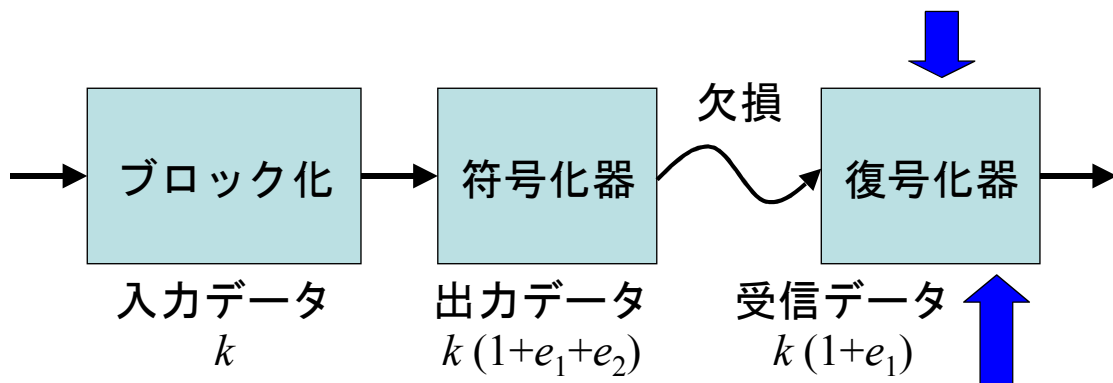 欠損
ブロック化
符号化器
復号化器
入力データ
出力データ
受信データ
k
k (1+e₁+e₂)
k (1+e₁)